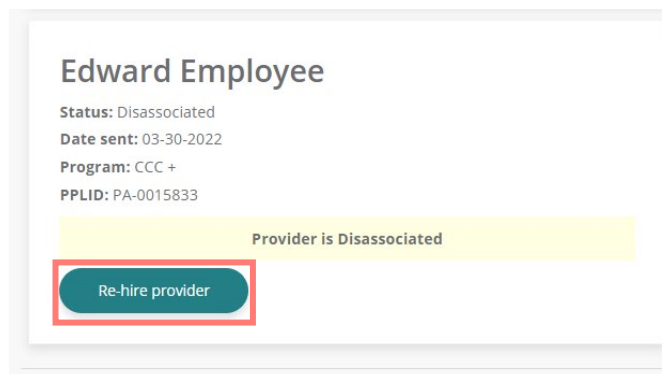 Edward Employee
Status: Disassociated
Date sent: 03-30-2022
Program: CCC +
PPLID: PA-0015833
Provider is Disassociated
Re-hire provider